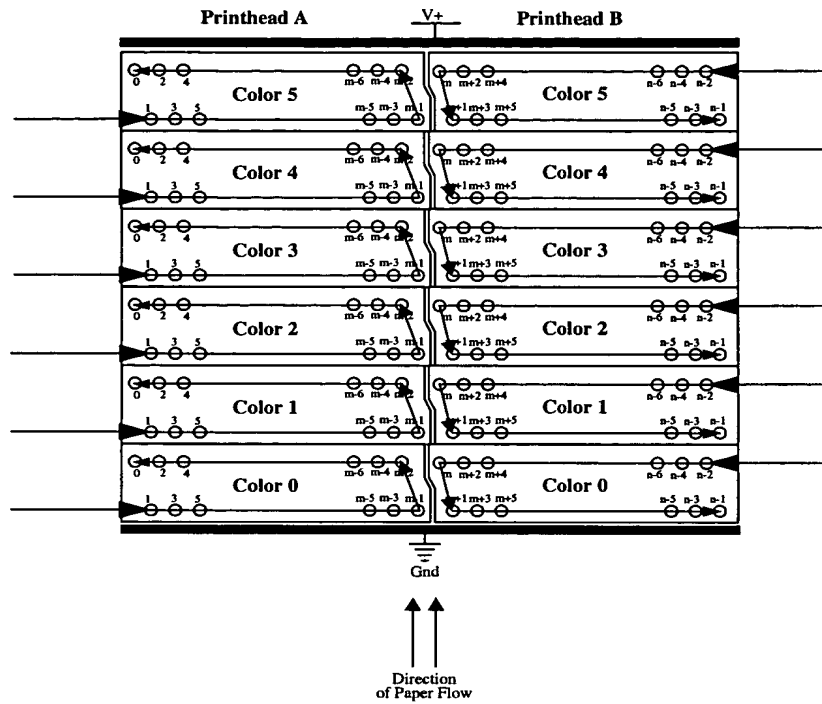 Printhead A V+ Printhead B
0 2 4 m-6 m-4 m-2 m m+2 m+4 n-6 n-4 n-2
Color 5 Color 5
1 3 5 m-5 m-3 m-1 m+1 m+3 m+5 n-5 n-3 n-1
0 2 4 m-6 m-4 m-2 m m+2 m+4 n-6 n-4 n-2
Color 4 Color 4
1 3 5 m-5 m-3 m-1 m+1 m+3 m+5 n-5 n-3 n-1
0 2 4 m-6 m-4 m-2 m m+2 m+4 n-6 n-4 n-2
Color 3 Color 3
1 3 5 m-5 m-3 m-1 m+1 m+3 m+5 n-5 n-3 n-1
0 2 4 m-6 m-4 m-2 m m+2 m+4 n-6 n-4 n-2
Color 2 Color 2
1 3 5 m-5 m-3 m-1 m+1 m+3 m+5 n-5 n-3 n-1
0 2 4 m-6 m-4 m-2 m m+2 m+4 n-6 n-4 n-2
Color 1 Color 1
1 3 5 m-5 m-3 m-1 m+1 m+3 m+5 n-5 n-3 n-1
0 2 4 m-6 m-4 m-2 m m+2 m+4 n-6 n-4 n-2
Color 0 Color 0
1 3 5 m-5 m-3 m-1 m+1 m+3 m+5 n-5 n-3 n-1
Gnd
Direction
of Paper Flow